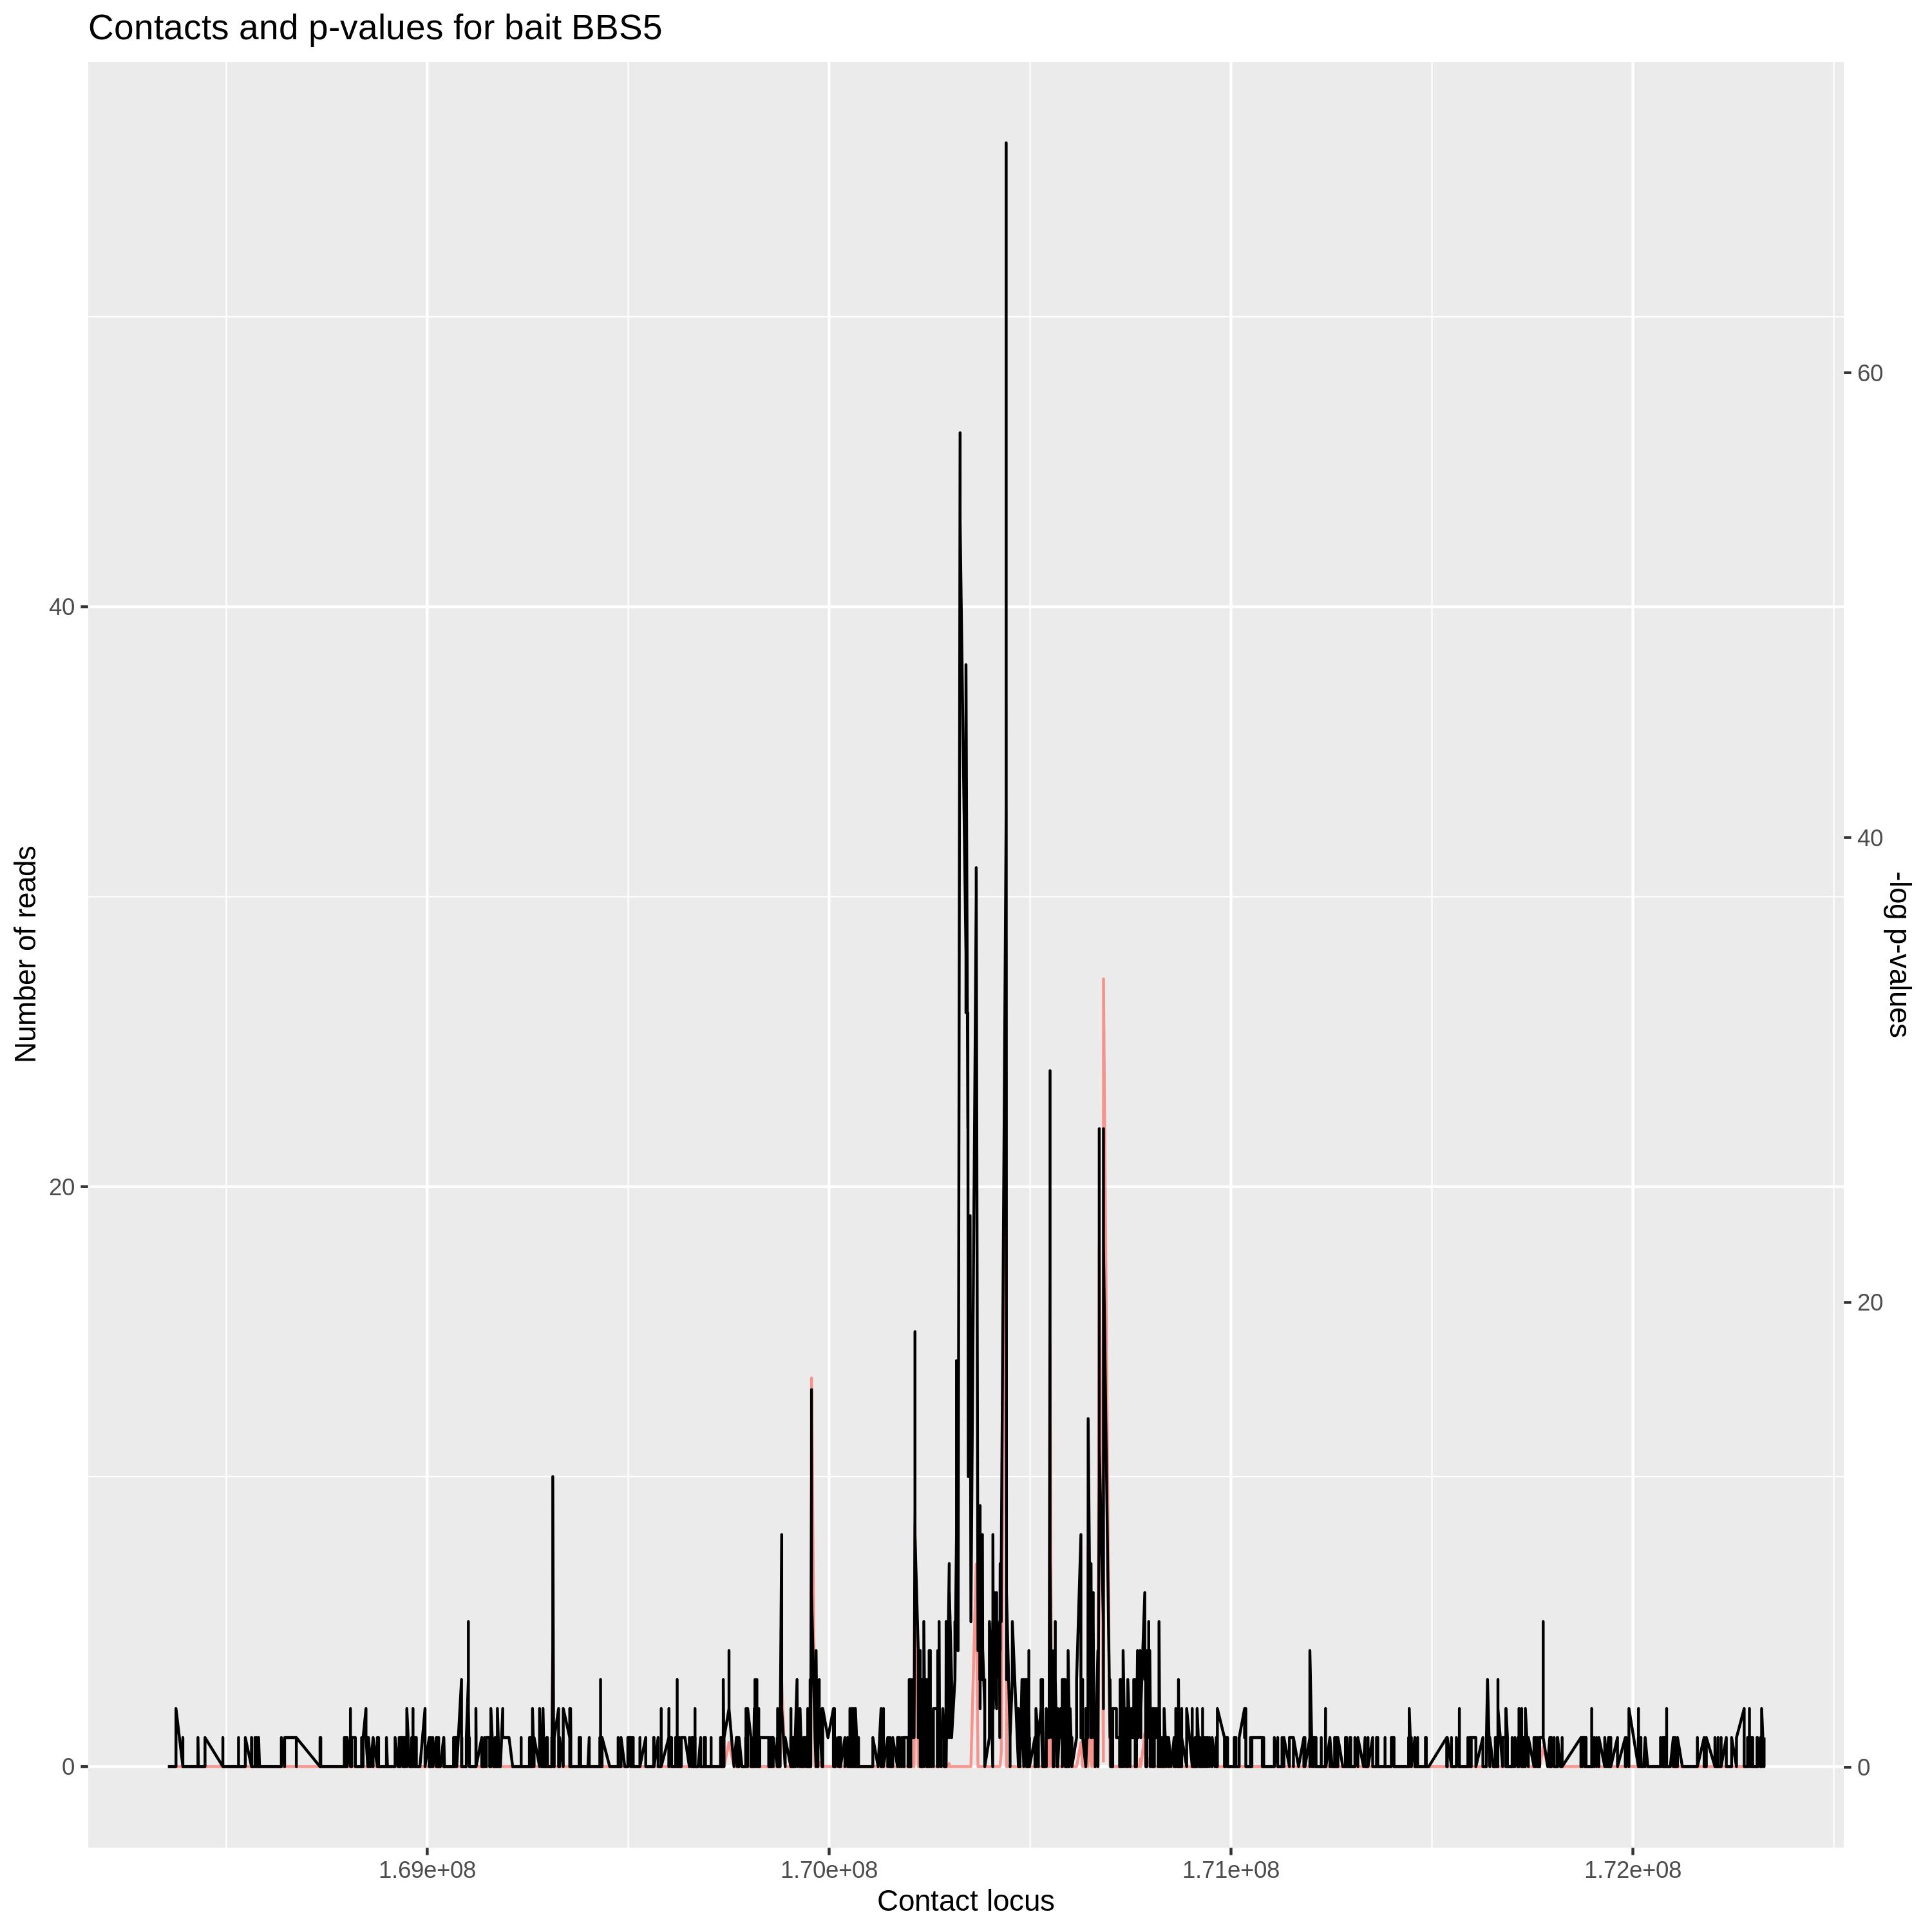 Contacts and p-values for bait BBS5
Number of reads
40
20
0
60
40
20
0
-log p-values
1.69e+08
1.70e+08
1.71e+08
1.72e+08
Contact locus